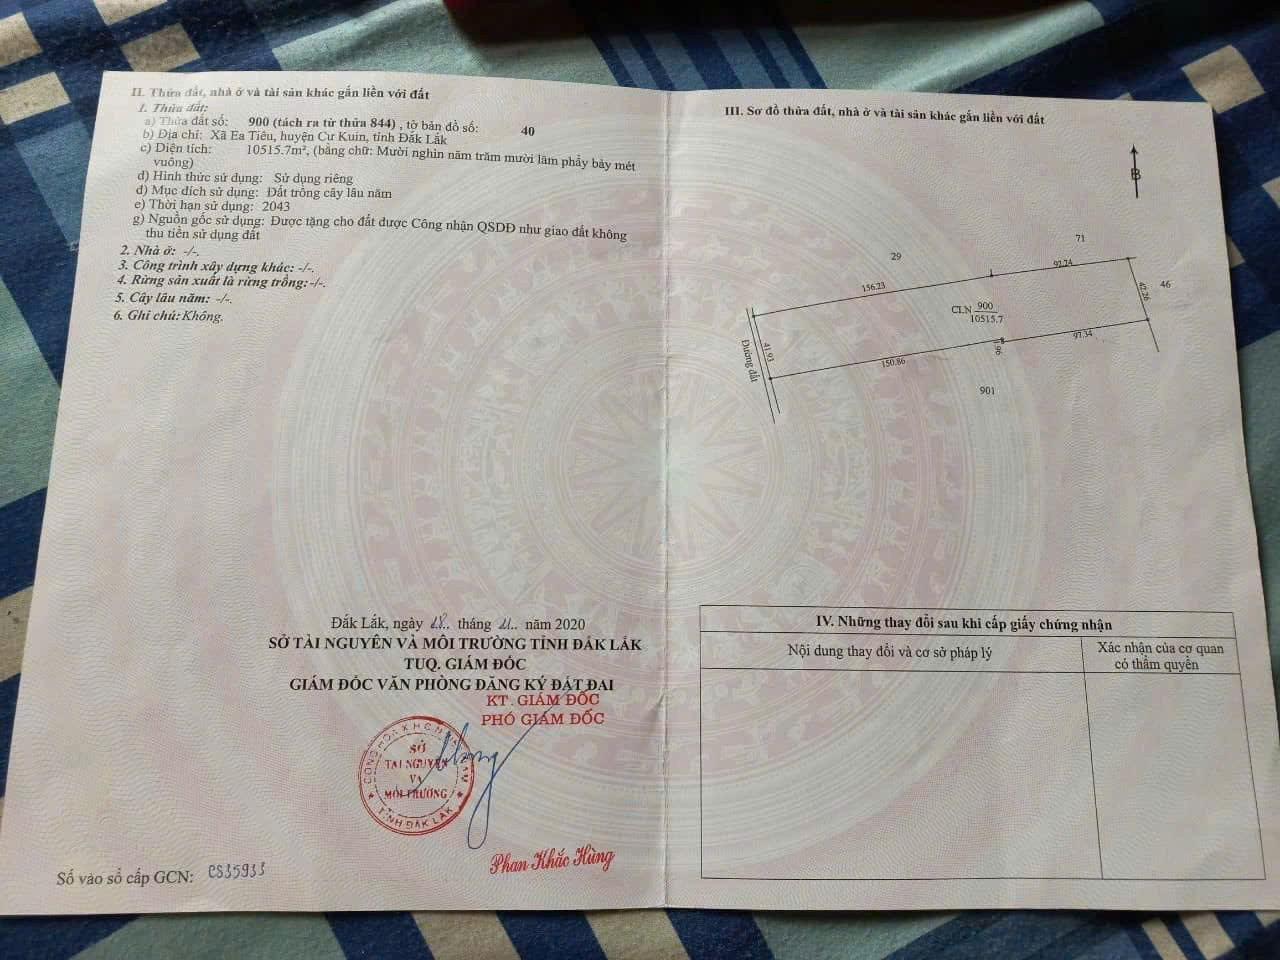 II. Thửa đất, nhà ở và tài sản khác gắn liền với đất
1. Thửa đất:
a) Thửa đất số: 900 (tách ra từ thửa 844) , tờ bản đồ số: 40
b) Địa chỉ: Xã Ea Tiêu, huyện Cư Kuin, tỉnh Đắk Lắk
c) Diện tích: 10515.7m², (bằng chữ: Mười nghìn năm trăm mười lăm phẩy bảy mét
vuông)
d) Hình thức sử dụng: Sử dụng riêng
đ) Mục đích sử dụng: Đất trồng cây lâu năm
e) Thời hạn sử dụng: 2043
g) Nguồn gốc sử dụng: Được tặng cho đất được Công nhận QSDĐ như giao đất không
thu tiền sử dụng đất
2. Nhà ở: -/-.
3. Công trình xây dựng khác: -/-.
4. Rừng sản xuất là rừng trồng: -/-.
5. Cây lâu năm: -/-.
6. Ghi chú: Không.
Đắk Lắk, ngày 28.. tháng 11.. năm 2020
SỞ TÀI NGUYÊN VÀ MÔI TRƯỜNG TỈNH ĐẮK LẮK
TUQ. GIÁM ĐỐC
GIÁM ĐỐC VĂN PHÒNG ĐĂNG KÝ ĐẤT ĐAI
KT. GIÁM ĐỐC
PHÓ GIÁM ĐỐC
SỞ
TÀI NGUYÊN
VÀ
MÔI TRƯỜNG
TỈNH ĐẮK LẮK
Phan Khắc Hùng
Số vào sổ cấp GCN: CS35933
III. Sơ đồ thửa đất, nhà ở và tài sản khác gắn liền với đất
B
71
29
92.24
46
156.23
42.26
CLN 900
10515.7
41.93
Đường đất
97.34
150.86
901
IV. Những thay đổi sau khi cấp giấy chứng nhận
Nội dung thay đổi và cơ sở pháp lý
Xác nhận của cơ quan
có thẩm quyền